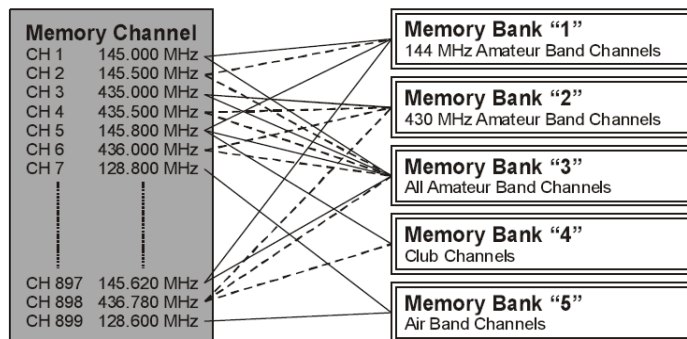 Memory Channel
CH 1 145.000 MHz
CH 2 145.500 MHz
CH 3 435.000 MHz
CH 4 435.500 MHz
CH 5 145.800 MHz
CH 6 436.000 MHz
CH 7 128.800 MHz
CH 897 145.620 MHz
CH 898 436.780 MHz
CH 899 128.600 MHz
Memory Bank “1”
144 MHz Amateur Band Channels
Memory Bank “2”
430 MHz Amateur Band Channels
Memory Bank “3”
All Amateur Band Channels
Memory Bank “4”
Club Channels
Memory Bank “5”
Air Band Channels